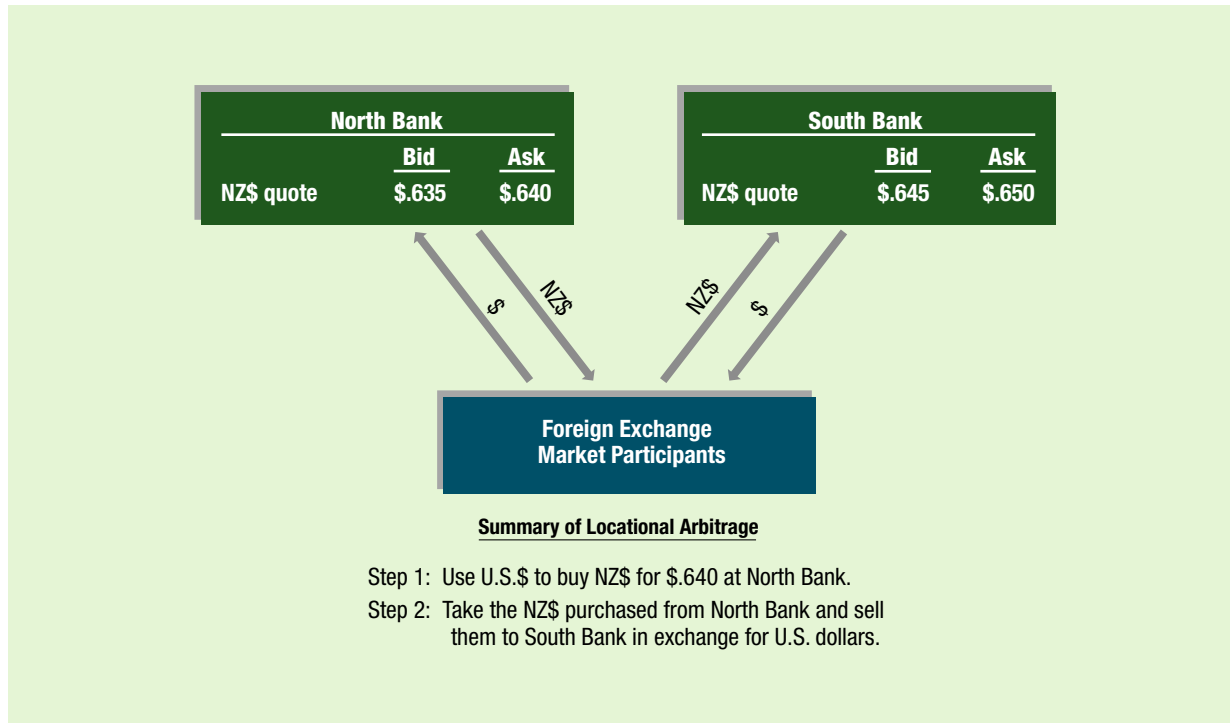 North Bank
Bid Ask
NZ$ quote $.635 $.640
South Bank
Bid Ask
NZ$ quote $.645 $.650
$
NZ$
NZ$
$
Foreign Exchange
Market Participants
Summary of Locational Arbitrage
Step 1: Use U.S.$ to buy NZ$ for $.640 at North Bank.
Step 2: Take the NZ$ purchased from North Bank and sell
them to South Bank in exchange for U.S. dollars.